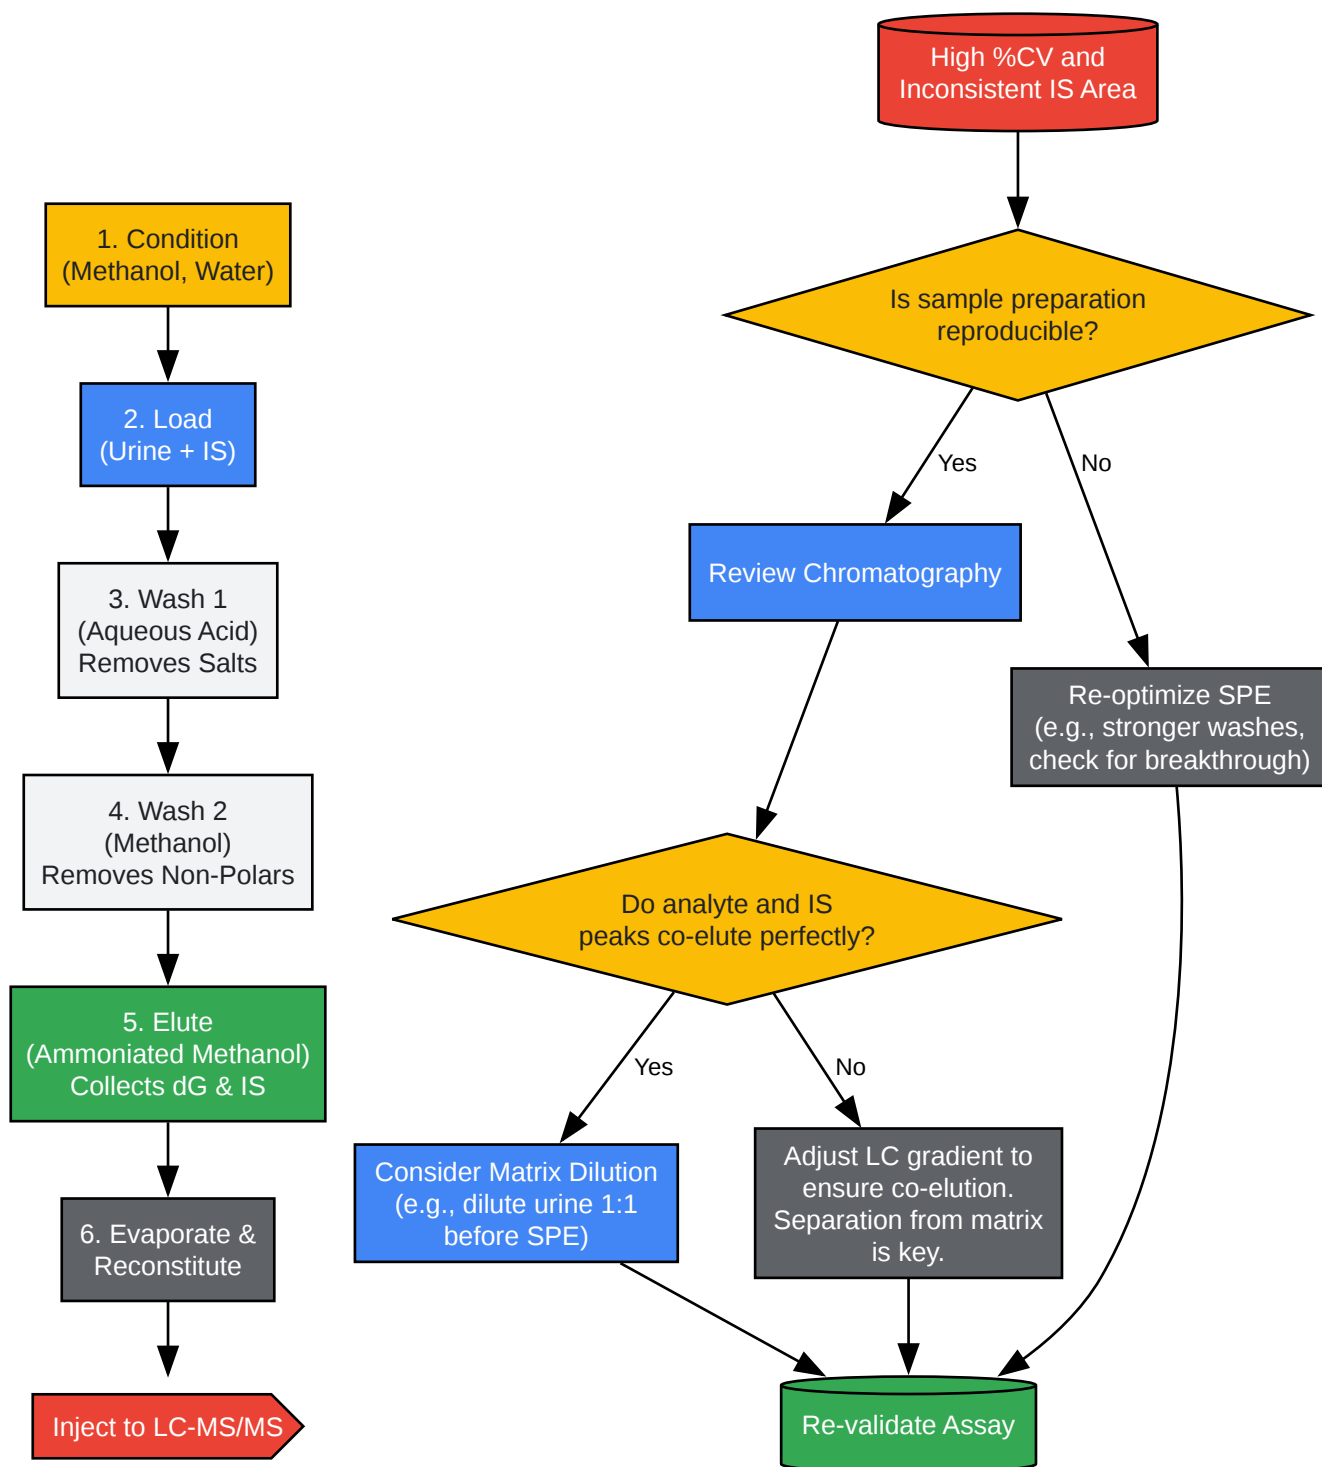 1. Condition
(Methanol, Water)
2. Load
(Urine + IS)
3. Wash 1
(Aqueous Acid)
Removes Salts
4. Wash 2
(Methanol)
Removes Non-Polars
5. Elute
(Ammoniated Methanol)
Collects dG & IS
6. Evaporate &
Reconstitute
Inject to LC-MS/MS
High %CV and
Inconsistent IS Area
Is sample preparation
reproducible?
Yes
No
Review Chromatography
Re-optimize SPE
(e.g., stronger washes,
check for breakthrough)
Do analyte and IS
peaks co-elute perfectly?
Yes
No
Consider Matrix Dilution
(e.g., dilute urine 1:1
before SPE)
Adjust LC gradient to
ensure co-elution.
Separation from matrix
is key.
Re-validate Assay